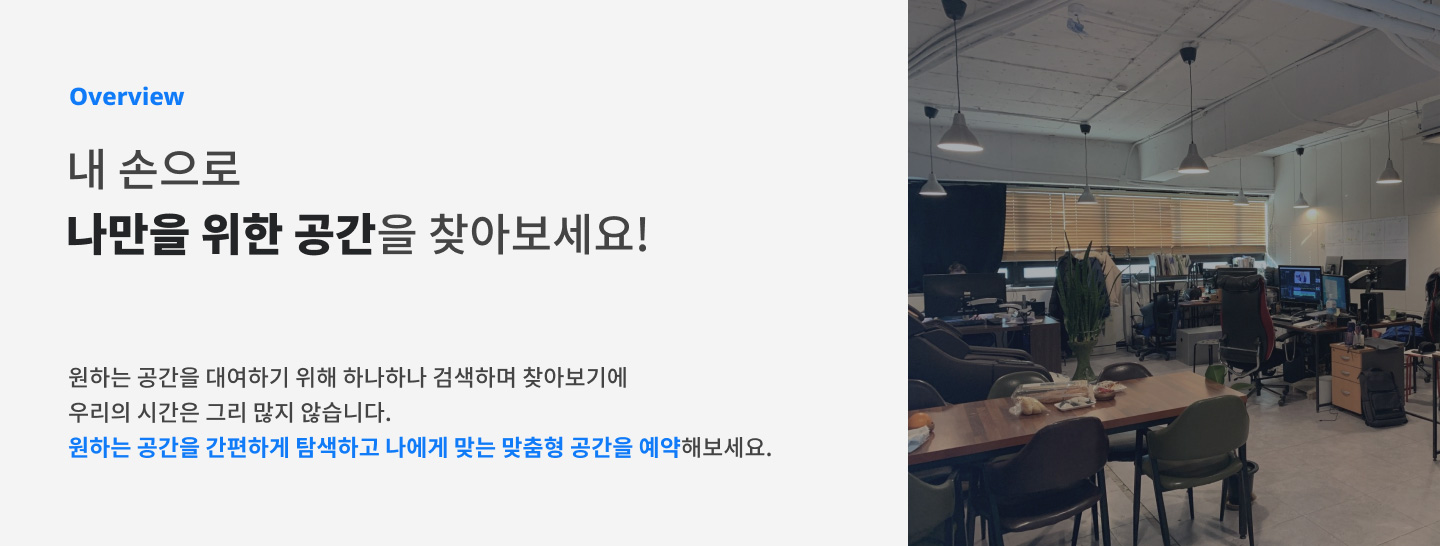 Overview
내 손으로
나만을 위한 공간을 찾아보세요!
원하는 공간을 대여하기 위해 하나하나 검색하며 찾아보기에
우리의 시간은 그리 많지 않습니다.
원하는 공간을 간편하게 탐색하고 나에게 맞는 맞춤형 공간을 예약해보세요.